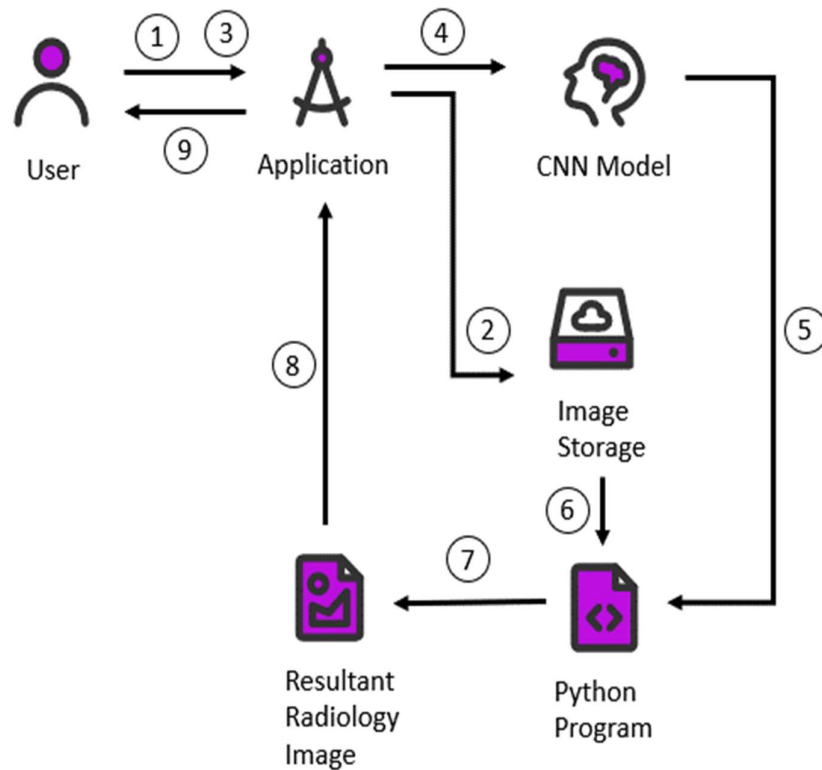 1
3
4
9
User
Application
CNN Model
2
5
8
Image
Storage
6
7
Resultant
Radiology
Image
Python
Program